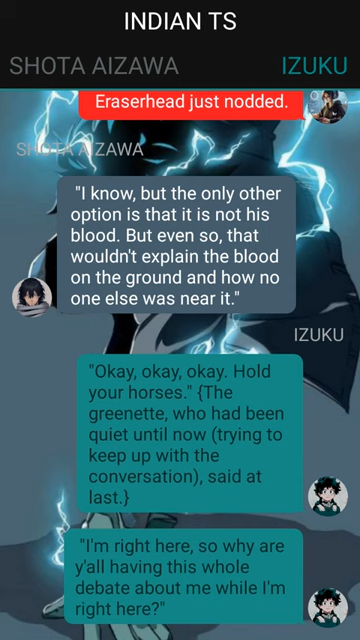 INDIAN TS
SHOTA AIZAWA IZUKU
Eraserhead just nodded.
SHOTA AIZAWA
"I know, but the only other
option is that it is not his
blood. But even so, that
wouldn't explain the blood
on the ground and how no
one else was near it."
IZUKU
"Okay, okay, okay. Hold
your horses." {The
greenette, who had been
quiet until now (trying to
keep up with the
conversation), said at
last.}
"I'm right here, so why are
y'all having this whole
debate about me while I'm
right here?"